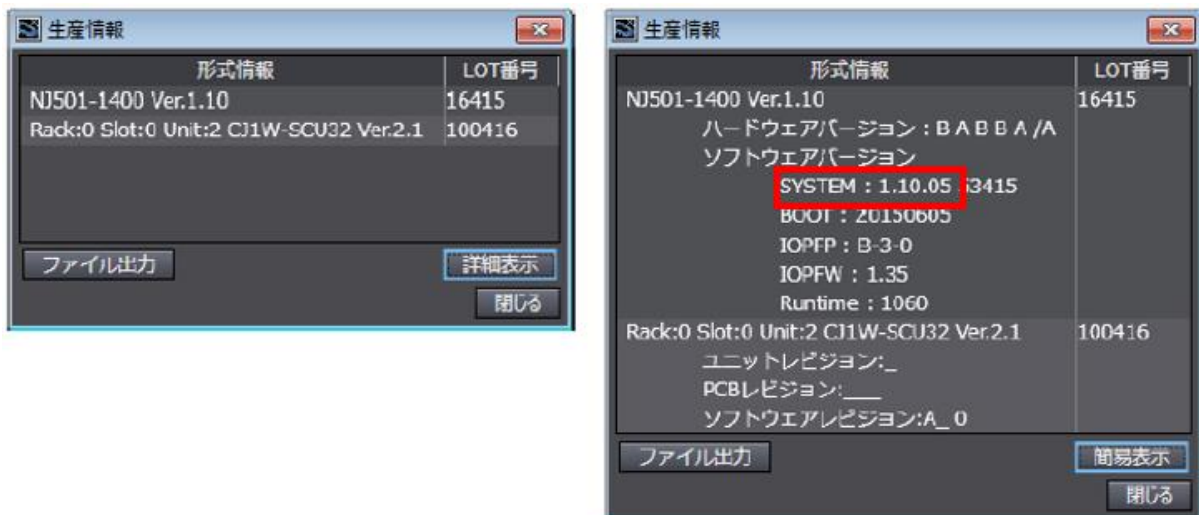 生産情報
形式情報 LOT番号
NJ501-1400 Ver.1.10 16415
Rack:0 Slot:0 Unit:2 CJ1W-SCU32 Ver.2.1 100416
ファイル出力 詳細表示
閉じる
生産情報
形式情報 LOT番号
NJ501-1400 Ver.1.10 16415
ハードウェアバージョン : B A B B A /A
ソフトウェアバージョン
SYSTEM : 1.10.05 53415
BOOT : 20150605
IOPFP : B-3-0
IOPFW : 1.35
Runtime : 1060
Rack:0 Slot:0 Unit:2 CJ1W-SCU32 Ver.2.1 100416
ユニットレビジョン:_
PCBレビジョン:___
ソフトウェアレビジョン:A_ 0
ファイル出力 簡易表示
閉じる